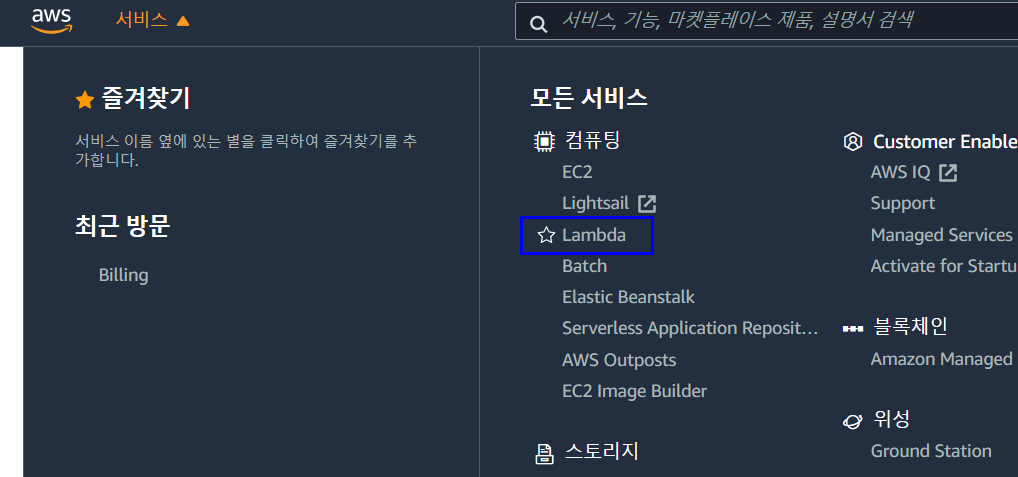 aws
서비스
서비스, 기능, 마켓플레이스 제품, 설명서 검색
즐겨찾기
서비스 이름 옆에 있는 별을 클릭하여 즐겨찾기를 추
가합니다.
최근 방문
Billing
모든 서비스
컴퓨팅
EC2
Lightsail
Lambda
Batch
Elastic Beanstalk
Serverless Application Reposit...
AWS Outposts
EC2 Image Builder
스토리지
Customer Enable
AWS IQ
Support
Managed Services
Activate for Startu
블록체인
Amazon Managed
위성
Ground Station